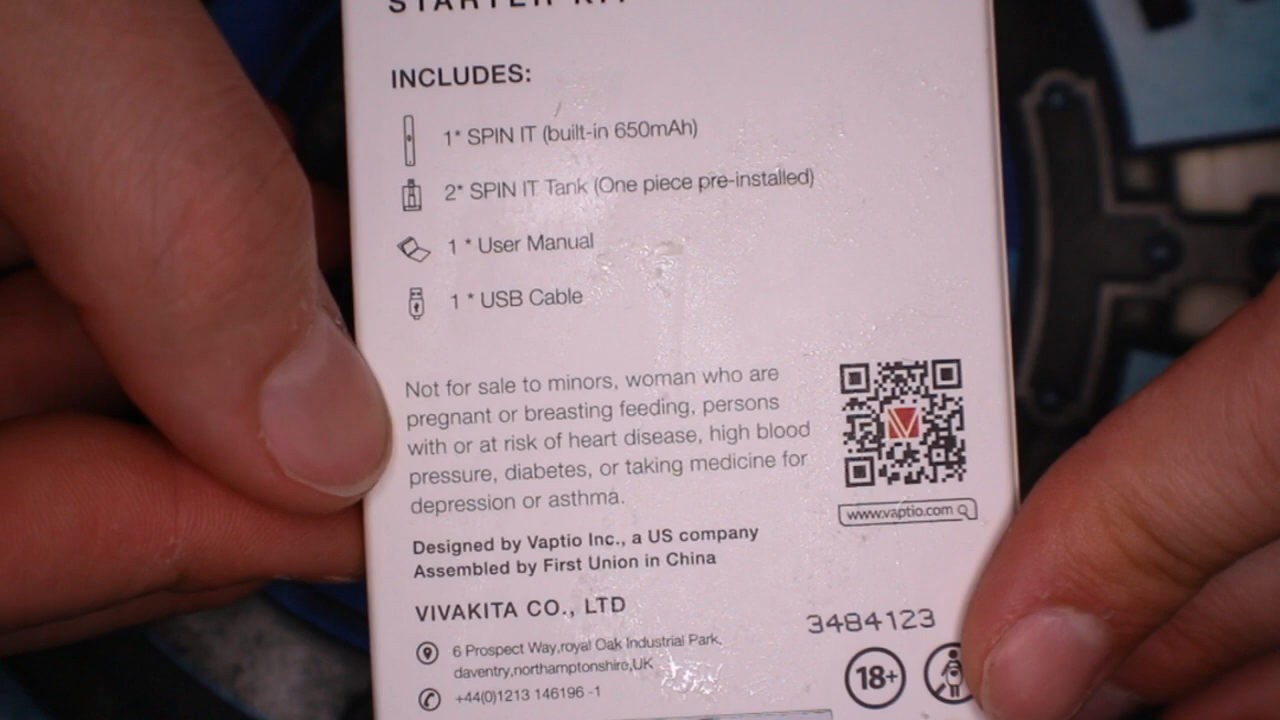 STARTER KIT
INCLUDES:
1* SPIN IT (built-in 650mAh)
2* SPIN IT Tank (One piece pre-installed)
1 * User Manual
1 * USB Cable
Not for sale to minors, woman who are
pregnant or breasting feeding, persons
with or at risk of heart disease, high blood
pressure, diabetes, or taking medicine for
depression or asthma.
www.vaptio.com
Designed by Vaptio Inc., a US company
Assembled by First Union in China
VIVAKITA CO., LTD
3484123
6 Prospect Way,royal Oak Industrial Park,
daventry,northamptonshire,UK
+44(0)1213 146196 -1
18+